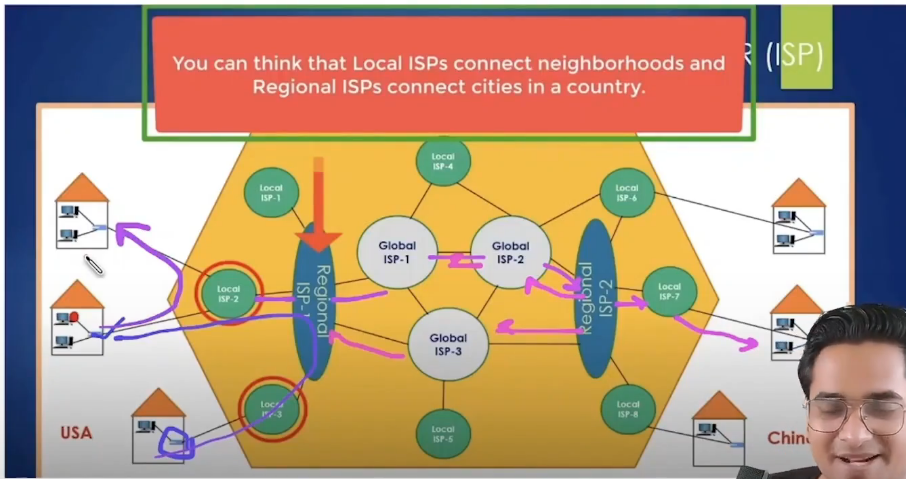 R (ISP)
You can think that Local ISPs connect neighborhoods and
Regional ISPs connect cities in a country.
Local
ISP-4
Local
ISP-1
Local
ISP-6
Global
ISP-1
Global
ISP-2
Regional
Regional
ISP-2
Local
ISP-2
Local
ISP-7
Global
ISP-3
Local
ISP-3
Local
ISP-5
Local
ISP-8
USA